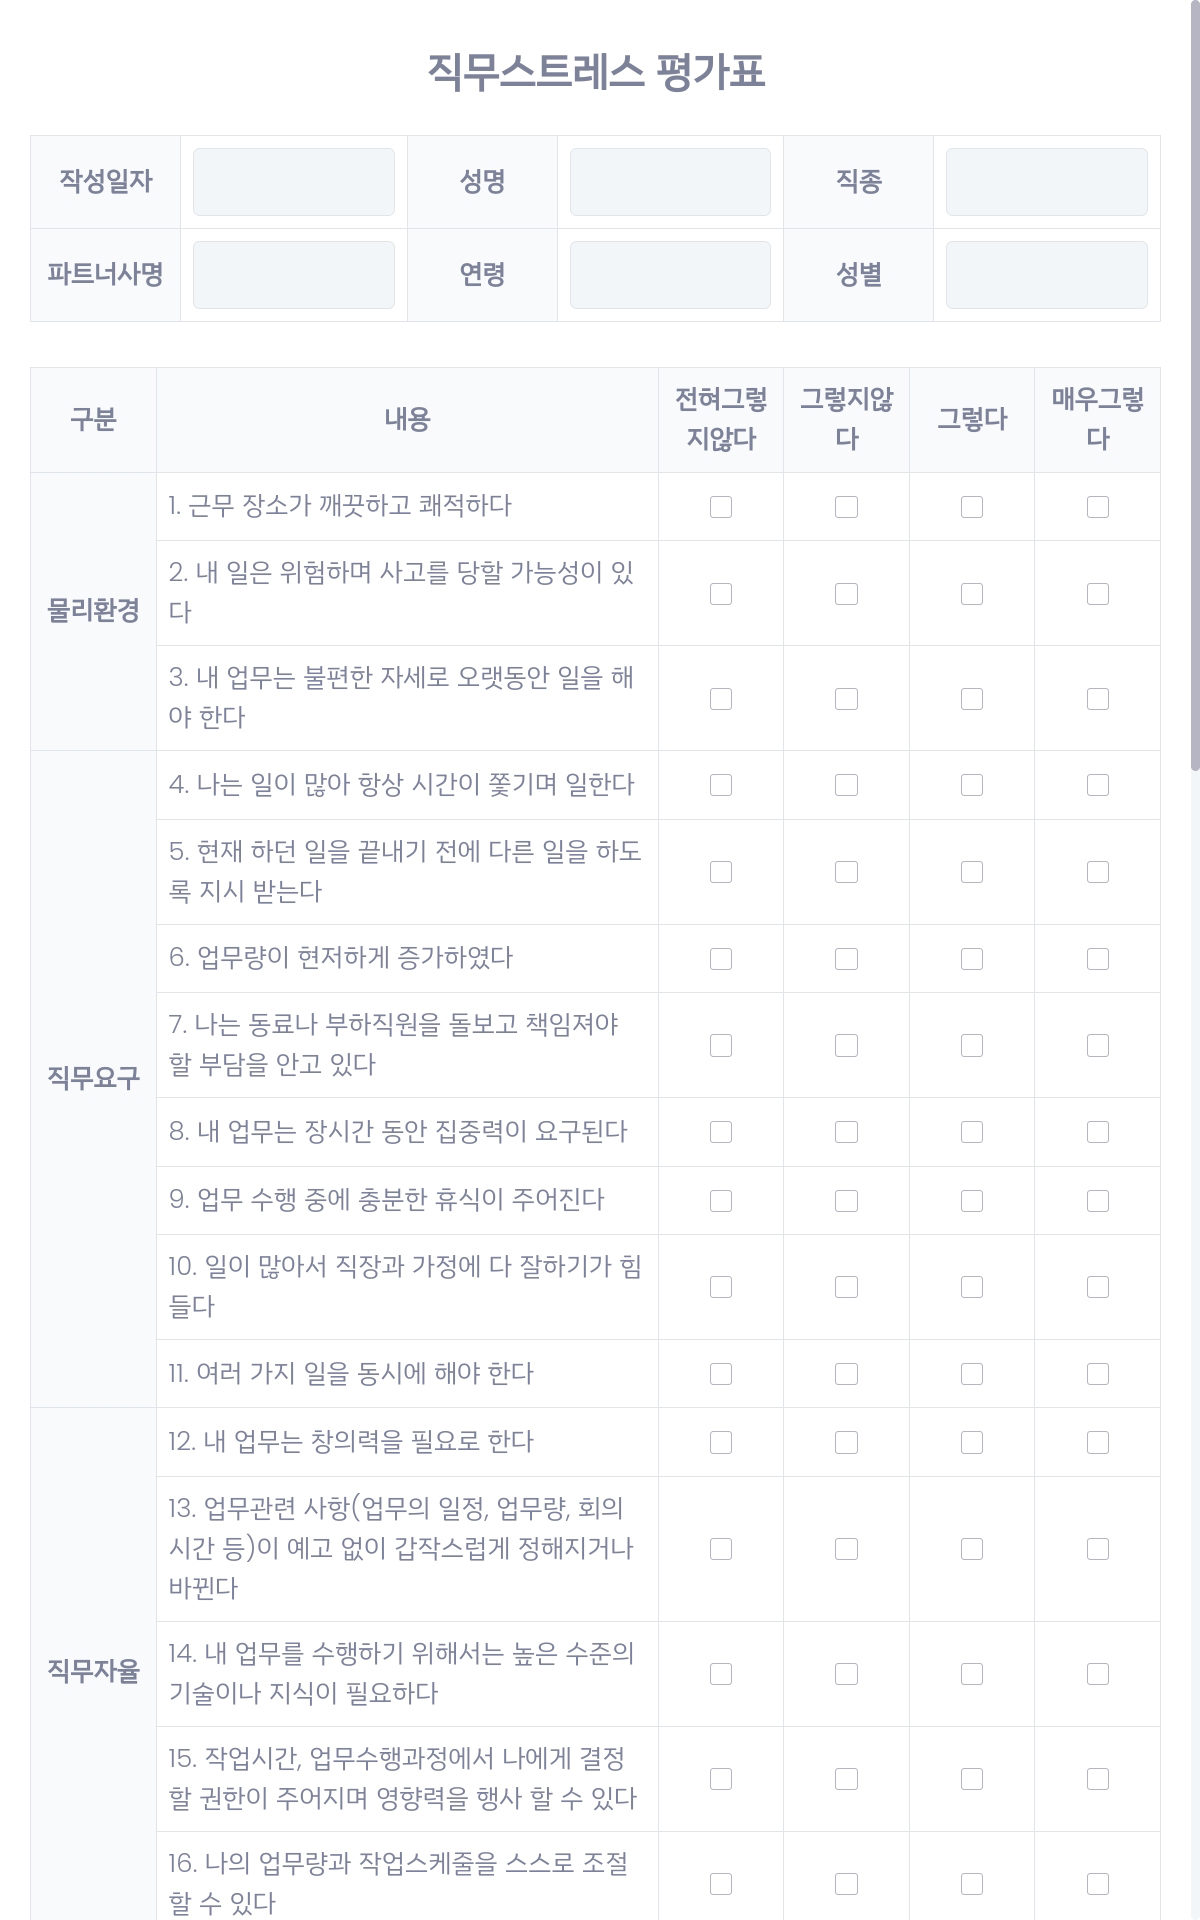 직무스트레스 평가표
작성일자 성명 직종
파트너사명 연령 성별
구분 내용 전혀그렇 그렇지않 그렇다 매우그렇
지않다 다 다
1. 근무 장소가 깨끗하고 쾌적하다
물리환경
2. 내 일은 위험하며 사고를 당할 가능성이 있
다
3. 내 업무는 불편한 자세로 오랫동안 일을 해
야 한다
직무요구
4. 나는 일이 많아 항상 시간이 쫓기며 일한다
5. 현재 하던 일을 끝내기 전에 다른 일을 하도
록 지시 받는다
6. 업무량이 현저하게 증가하였다
7. 나는 동료나 부하직원을 돌보고 책임져야
할 부담을 안고 있다
8. 내 업무는 장시간 동안 집중력이 요구된다
9. 업무 수행 중에 충분한 휴식이 주어진다
10. 일이 많아서 직장과 가정에 다 잘하기가 힘
들다
11. 여러 가지 일을 동시에 해야 한다
직무자율
12. 내 업무는 창의력을 필요로 한다
13. 업무관련 사항(업무의 일정, 업무량, 회의
시간 등)이 예고 없이 갑작스럽게 정해지거나
바뀐다
14. 내 업무를 수행하기 위해서는 높은 수준의
기술이나 지식이 필요하다
15. 작업시간, 업무수행과정에서 나에게 결정
할 권한이 주어지며 영향력을 행사 할 수 있다
16. 나의 업무량과 작업스케줄을 스스로 조절
할 수 있다